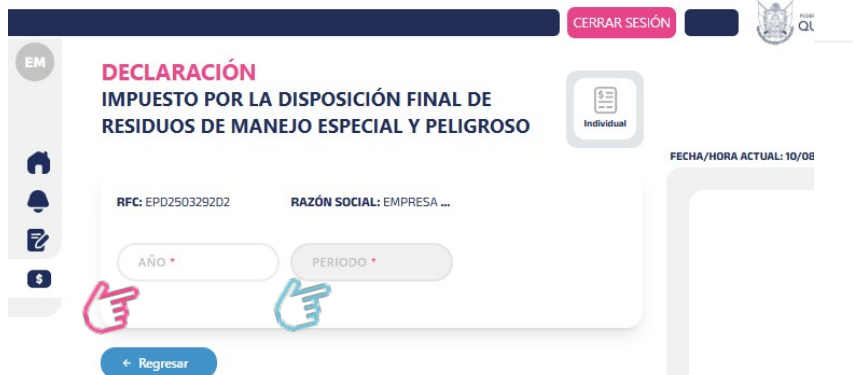 CERRAR SESIÓN
EM
DECLARACIÓN
IMPUESTO POR LA DISPOSICIÓN FINAL DE
RESIDUOS DE MANEJO ESPECIAL Y PELIGROSO
$
Individual
FECHA/HORA ACTUAL: 10/08
RFC: EPD2503292D2 RAZÓN SOCIAL: EMPRESA ...
AÑO * PERIODO *
$
← Regresar